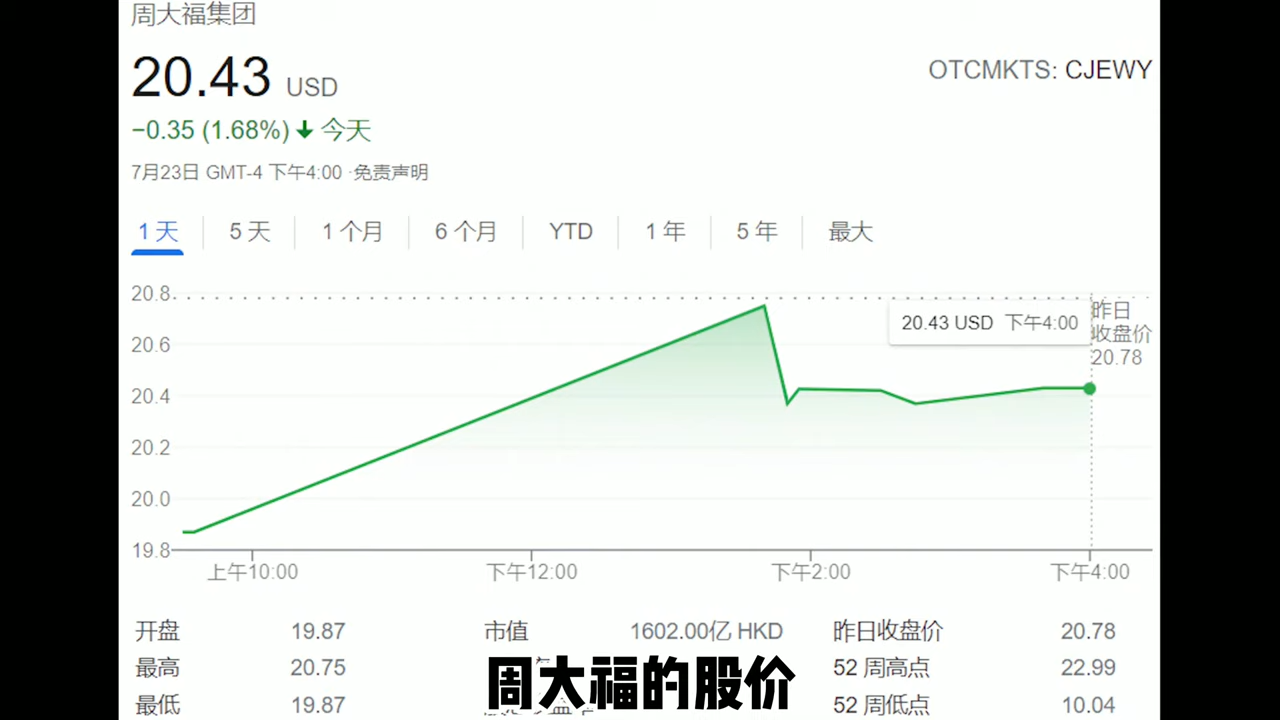 周大福集团
20.43 USD
OTCMKTS: CJEWY
−0.35 (1.68%) ↓ 今天
7月23日 GMT-4 下午4:00 ·免责声明
1 天 5 天 1 个月 6 个月 YTD 1 年 5 年 最大
20.8
20.6
20.4
20.2
20.0
19.8
20.43 USD 下午4:00
昨日
收盘价
20.78
上午10:00 下午12:00 下午2:00 下午4:00
开盘 19.87 市值 1602.00亿 HKD 昨日收盘价 20.78
最高 20.75 52 周高点 22.99
最低 19.87 52 周低点 10.04
周大福的股价